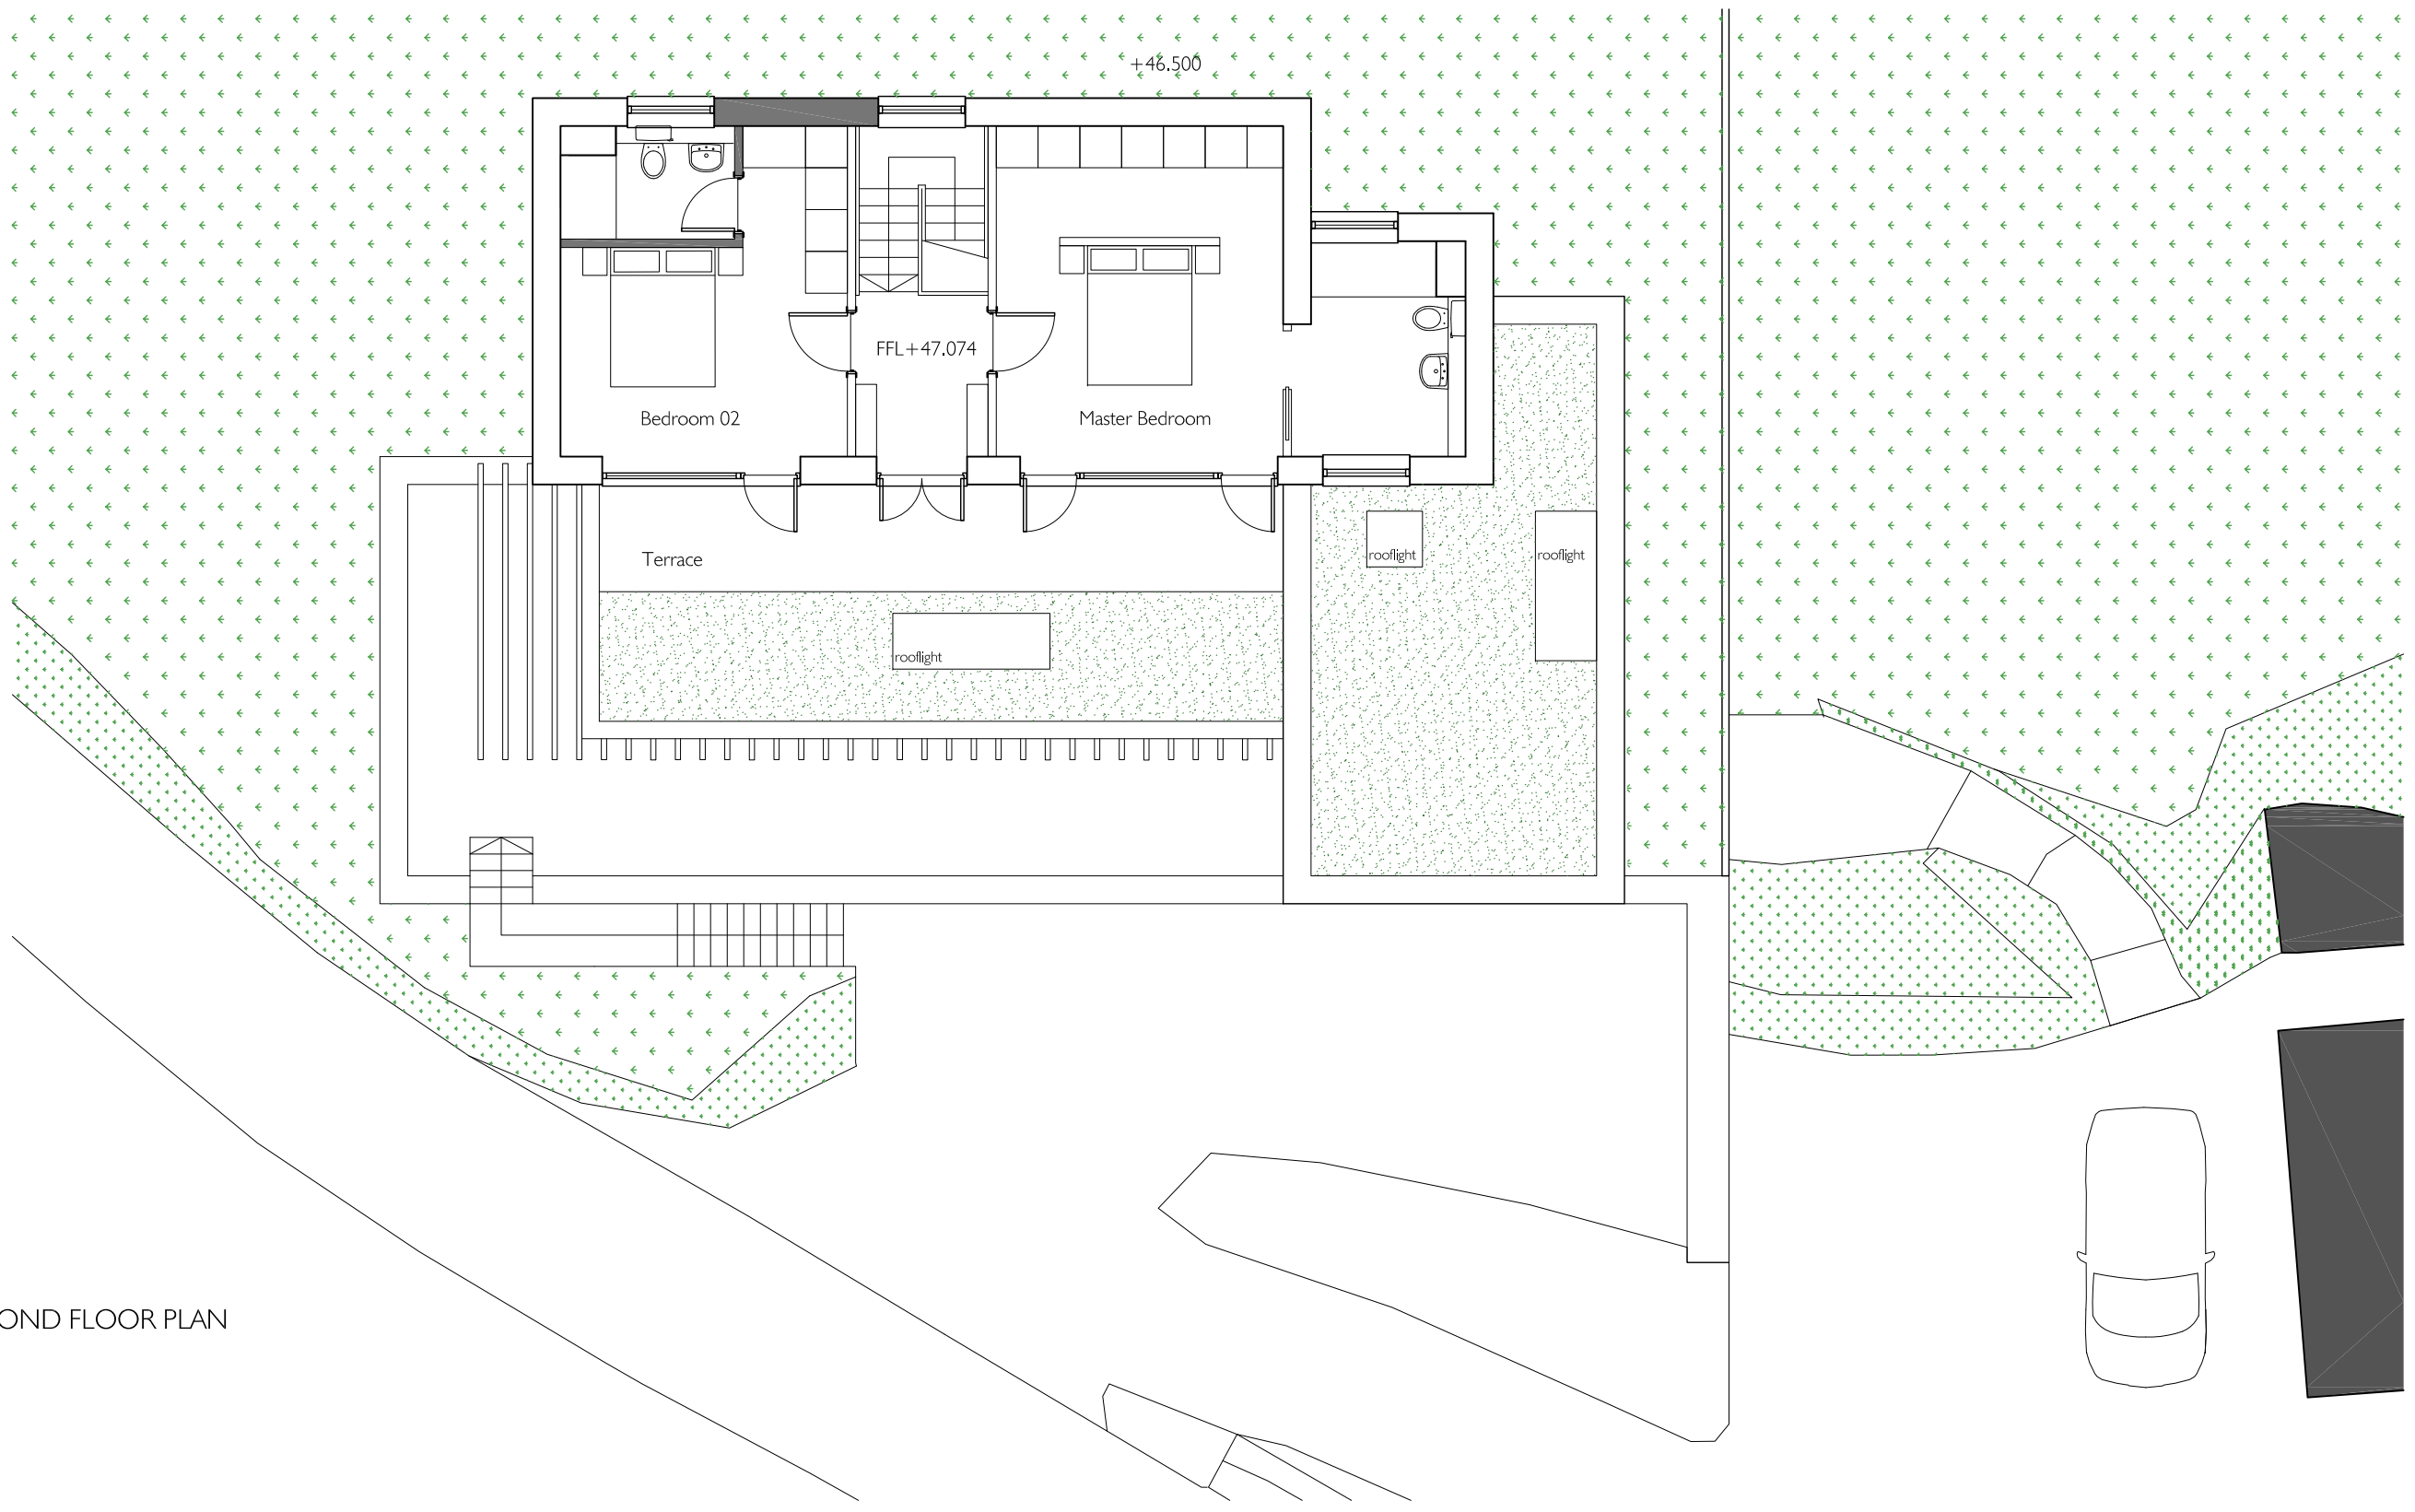 +46.500
FFL+47.074
Bedroom 02
Master Bedroom
Terrace
rooflight
rooflight
rooflight
OND FLOOR PLAN